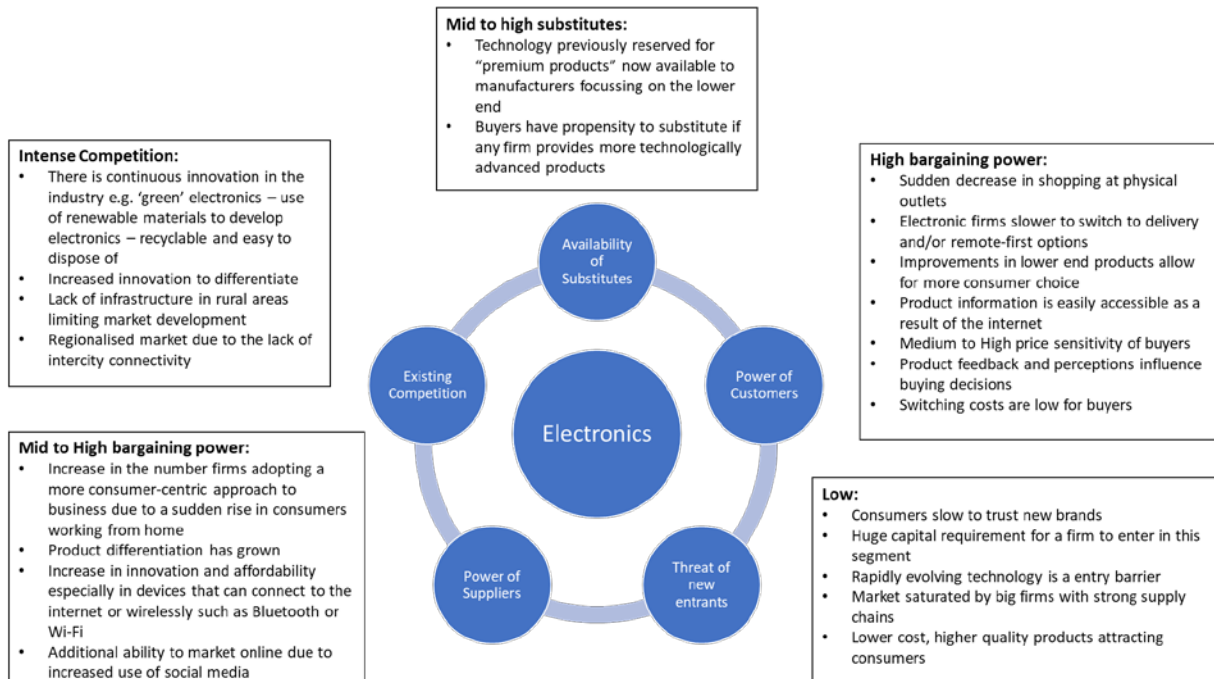 Mid to high substitutes:
• Technology previously reserved for
“premium products” now available to
manufacturers focussing on the lower
end
• Buyers have propensity to substitute if
any firm provides more technologically
advanced products
Intense Competition:
• There is continuous innovation in the
industry e.g. ‘green’ electronics – use
of renewable materials to develop
electronics – recyclable and easy to
dispose of
• Increased innovation to differentiate
• Lack of infrastructure in rural areas
limiting market development
• Regionalised market due to the lack of
intercity connectivity
High bargaining power:
• Sudden decrease in shopping at physical
outlets
• Electronic firms slower to switch to delivery
and/or remote-first options
• Improvements in lower end products allow
for more consumer choice
• Product information is easily accessible as a
result of the internet
• Medium to High price sensitivity of buyers
• Product feedback and perceptions influence
buying decisions
• Switching costs are low for buyers
Availability
of
Substitutes
Existing
Competition
Power of
Customers
Electronics
Power of
Suppliers
Threat of
new
entrants
Mid to High bargaining power:
• Increase in the number firms adopting a
more consumer-centric approach to
business due to a sudden rise in consumers
working from home
• Product differentiation has grown
• Increase in innovation and affordability
especially in devices that can connect to the
internet or wirelessly such as Bluetooth or
Wi-Fi
• Additional ability to market online due to
increased use of social media
Low:
• Consumers slow to trust new brands
• Huge capital requirement for a firm to enter in this
segment
• Rapidly evolving technology is a entry barrier
• Market saturated by big firms with strong supply
chains
• Lower cost, higher quality products attracting
consumers